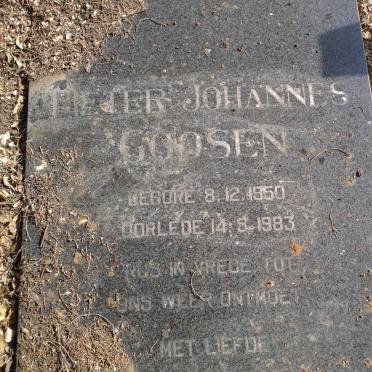 PIETER JOHANNES
GOOSEN
GEBORE 8.12.1950
OORLEDE 14.5.1983
RUS IN VREDE TOT
ONS WEER ONTMOET
MET LIEFDE